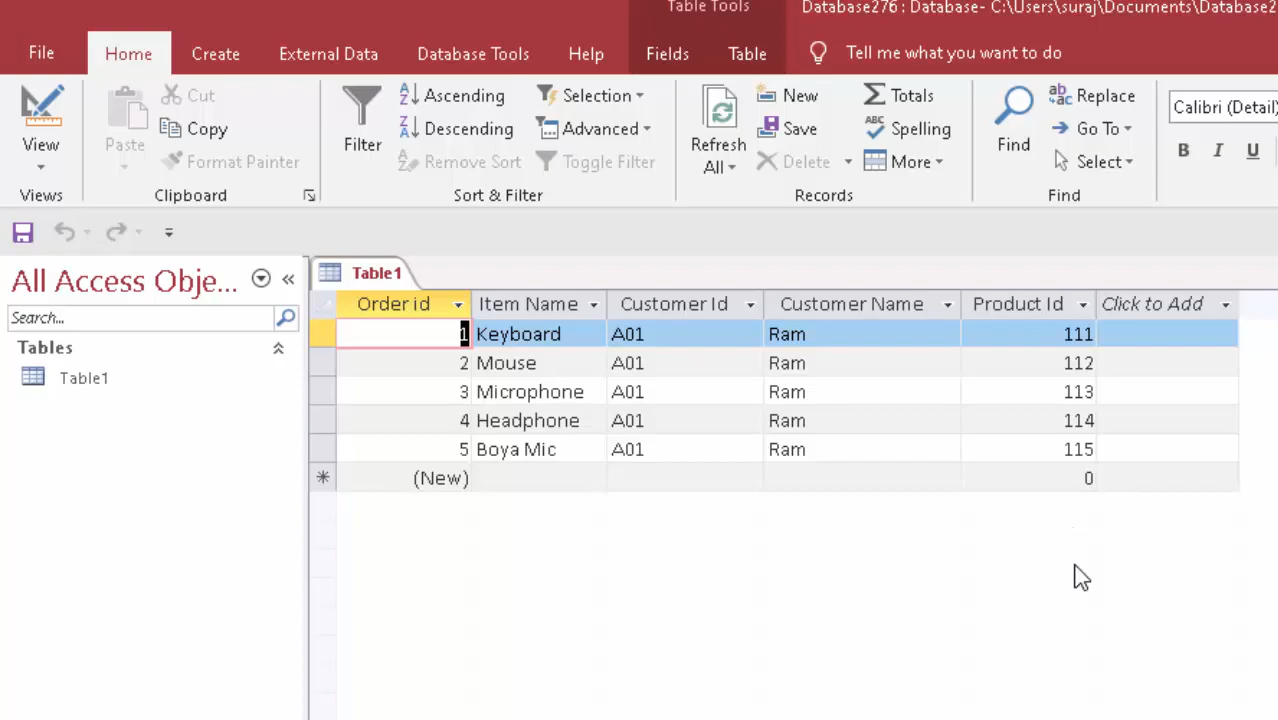 Table Tools
Database276 : Database- C:\Users\suraj\Documents\Database2
File Home Create External Data Database Tools Help Fields Table Tell me what you want to do
View
Views
Paste
Cut
Copy
Format Painter
Clipboard
Filter
Ascending
Descending
Remove Sort
Selection
Advanced
Toggle Filter
Sort & Filter
Refresh
All
New
Save
Delete
Totals
Spelling
More
Records
Find
Replace
Go To
Select
Find
Calibri (Detail)
B I U
All Access Obje...
Search...
Tables
Table1
Table1
Order id Item Name Customer Id Customer Name Product Id Click to Add
1 Keyboard A01 Ram 111
2 Mouse A01 Ram 112
3 Microphone A01 Ram 113
4 Headphone A01 Ram 114
5 Boya Mic A01 Ram 115
* (New) 0